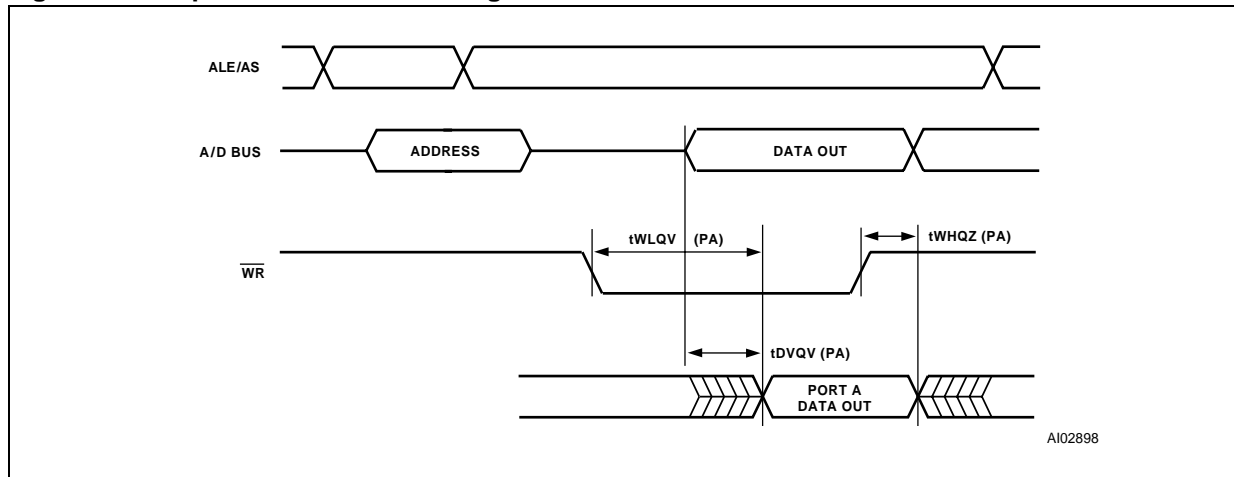 ALE/AS
A/D BUS
ADDRESS
DATA OUT
tWLQV (PA)
tWHQZ (PA)
WR
tDVQV (PA)
PORT A
DATA OUT
AI02898